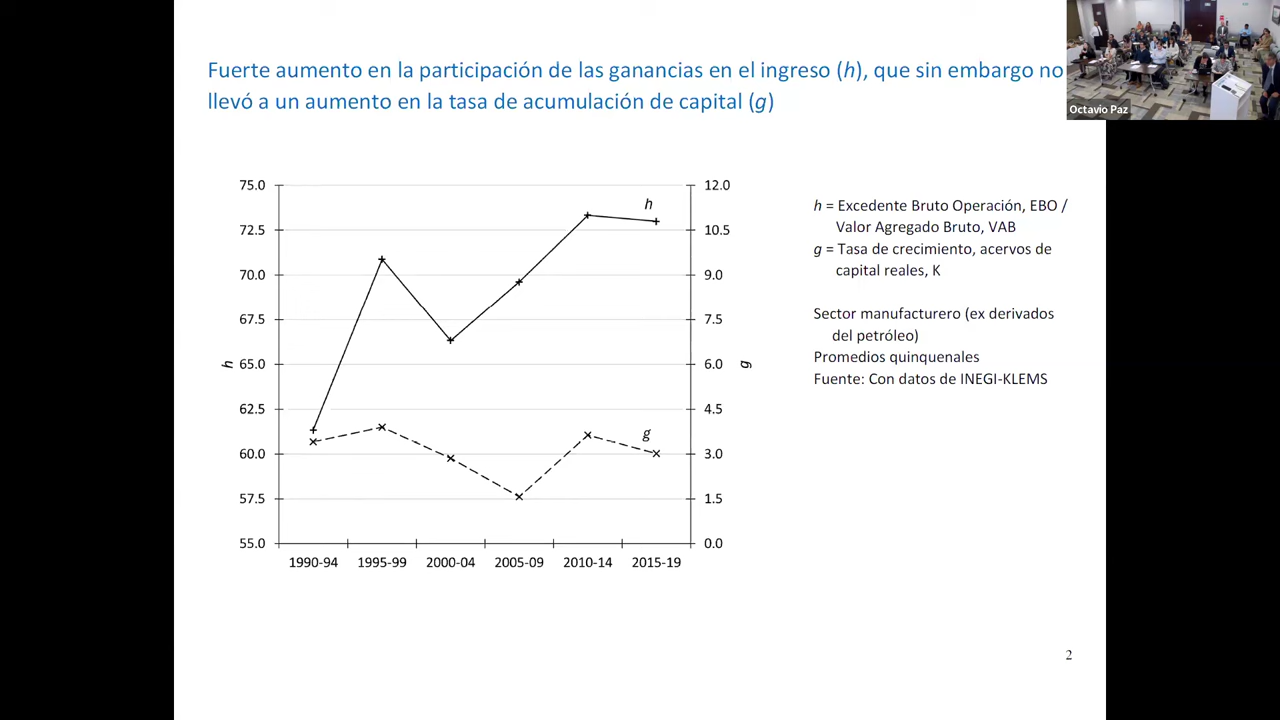 Fuerte aumento en la participación de las ganancias en el ingreso (h), que sin embargo no
llevó a un aumento en la tasa de acumulación de capital (g)
Octavio Paz
75.0
72.5
70.0
67.5
65.0
62.5
60.0
57.5
55.0
h
h
g
12.0
10.5
9.0
7.5
6.0
4.5
3.0
1.5
0.0
g
1990-94 1995-99 2000-04 2005-09 2010-14 2015-19
h = Excedente Bruto Operación, EBO /
Valor Agregado Bruto, VAB
g = Tasa de crecimiento, acervos de
capital reales, K
Sector manufacturero (ex derivados
del petróleo)
Promedios quinquenales
Fuente: Con datos de INEGI-KLEMS
2